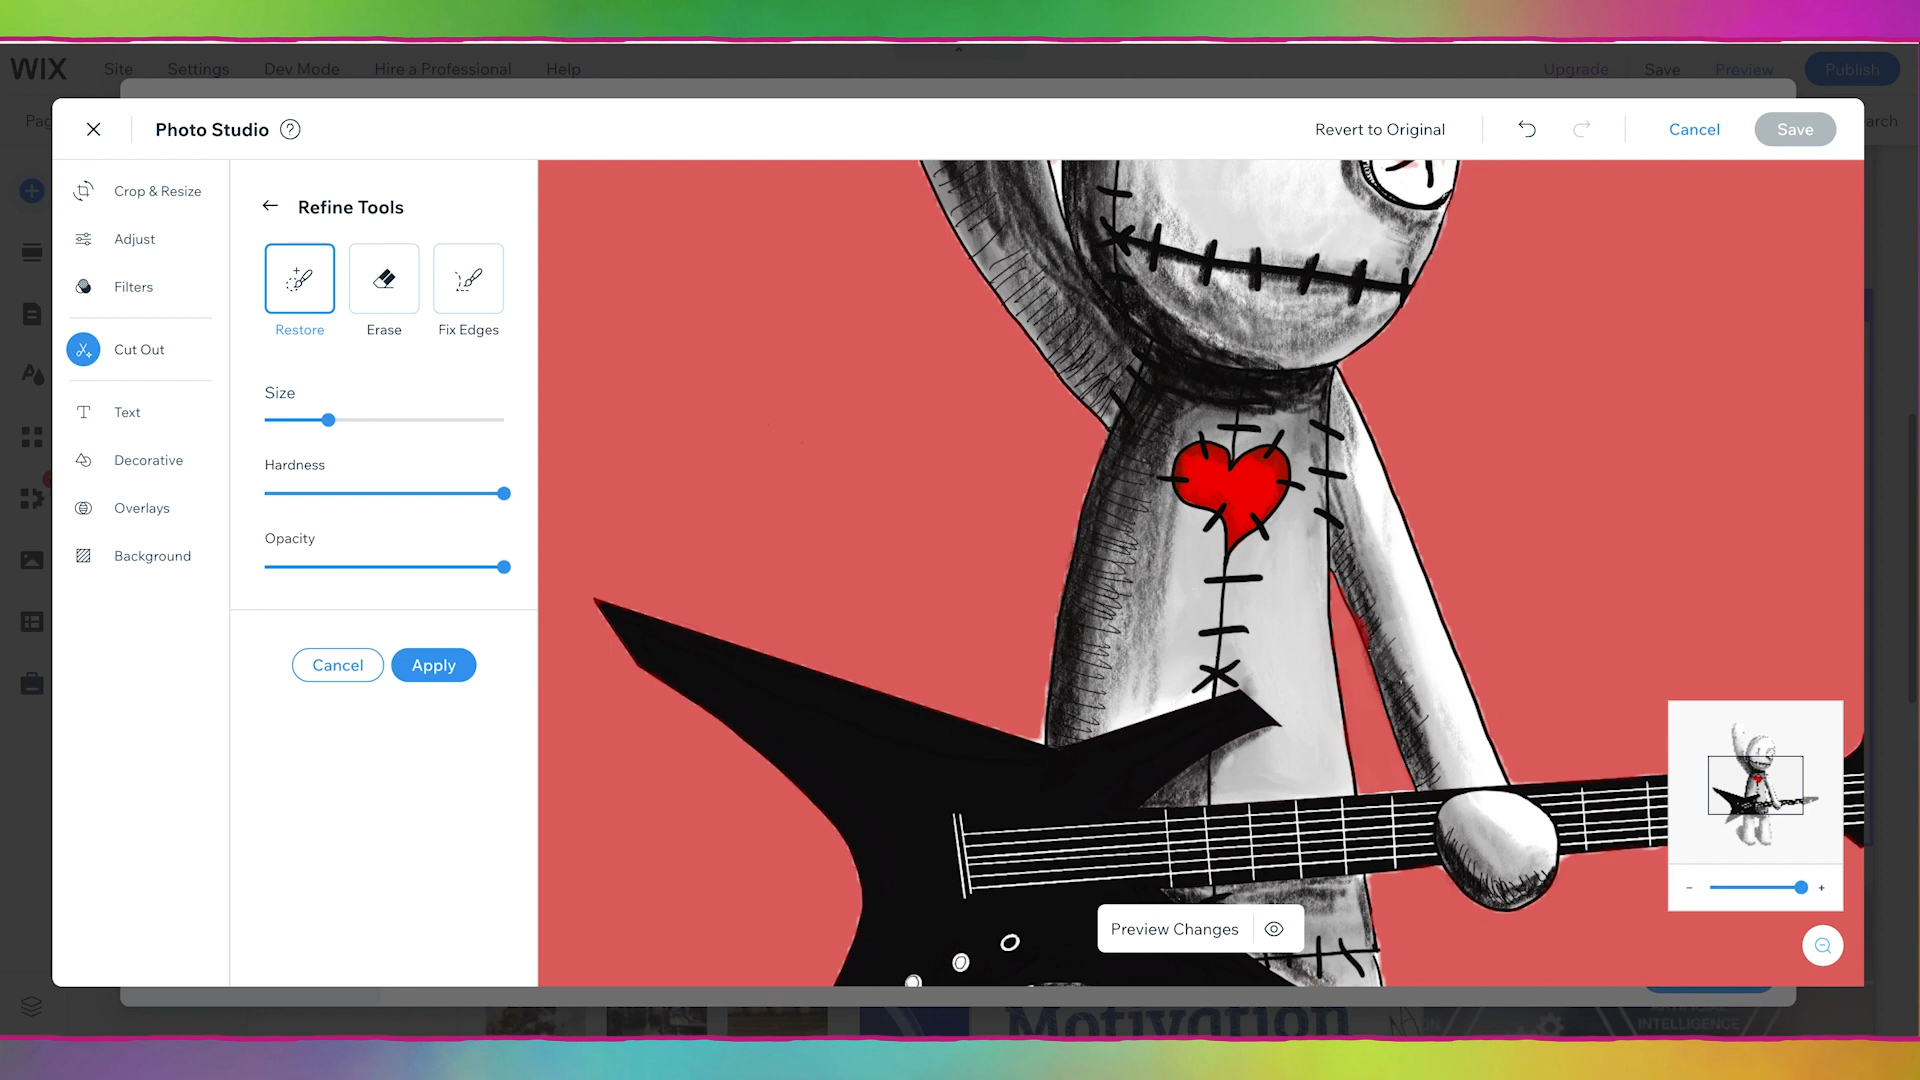 WIX Site Settings Dev Mode Hire a Professional Help Upgrade Save Preview Publish
Photo Studio ? Revert to Original Cancel Save
Crop & Resize
Adjust
Filters
Cut Out
Text
Decorative
Overlays
Background
Refine Tools
Restore Erase Fix Edges
Size
Hardness
Opacity
Cancel Apply
Preview Changes
Motivation
INTELLIGENCE